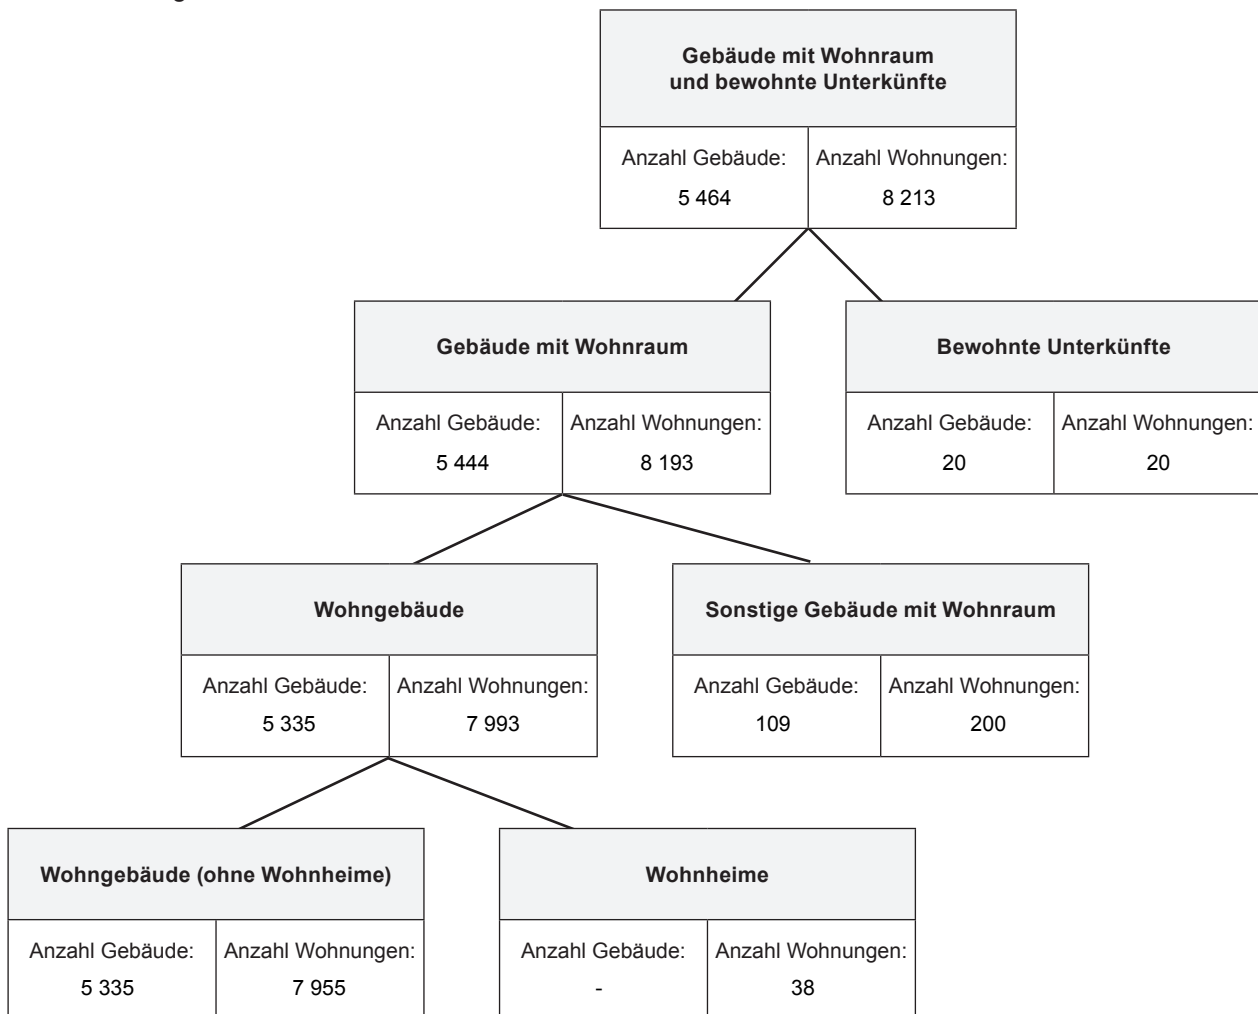 Gebäude mit Wohnraum
und bewohnte Unterkünfte
Anzahl Gebäude: Anzahl Wohnungen:
5 464 8 213
Gebäude mit Wohnraum Bewohnte Unterkünfte
Anzahl Gebäude: Anzahl Wohnungen: Anzahl Gebäude: Anzahl Wohnungen:
5 444 8 193 20 20
Wohngebäude Sonstige Gebäude mit Wohnraum
Anzahl Gebäude: Anzahl Wohnungen: Anzahl Gebäude: Anzahl Wohnungen:
5 335 7 993 109 200
Wohngebäude (ohne Wohnheime) Wohnheime
Anzahl Gebäude: Anzahl Wohnungen: Anzahl Gebäude: Anzahl Wohnungen:
5 335 7 955 - 38